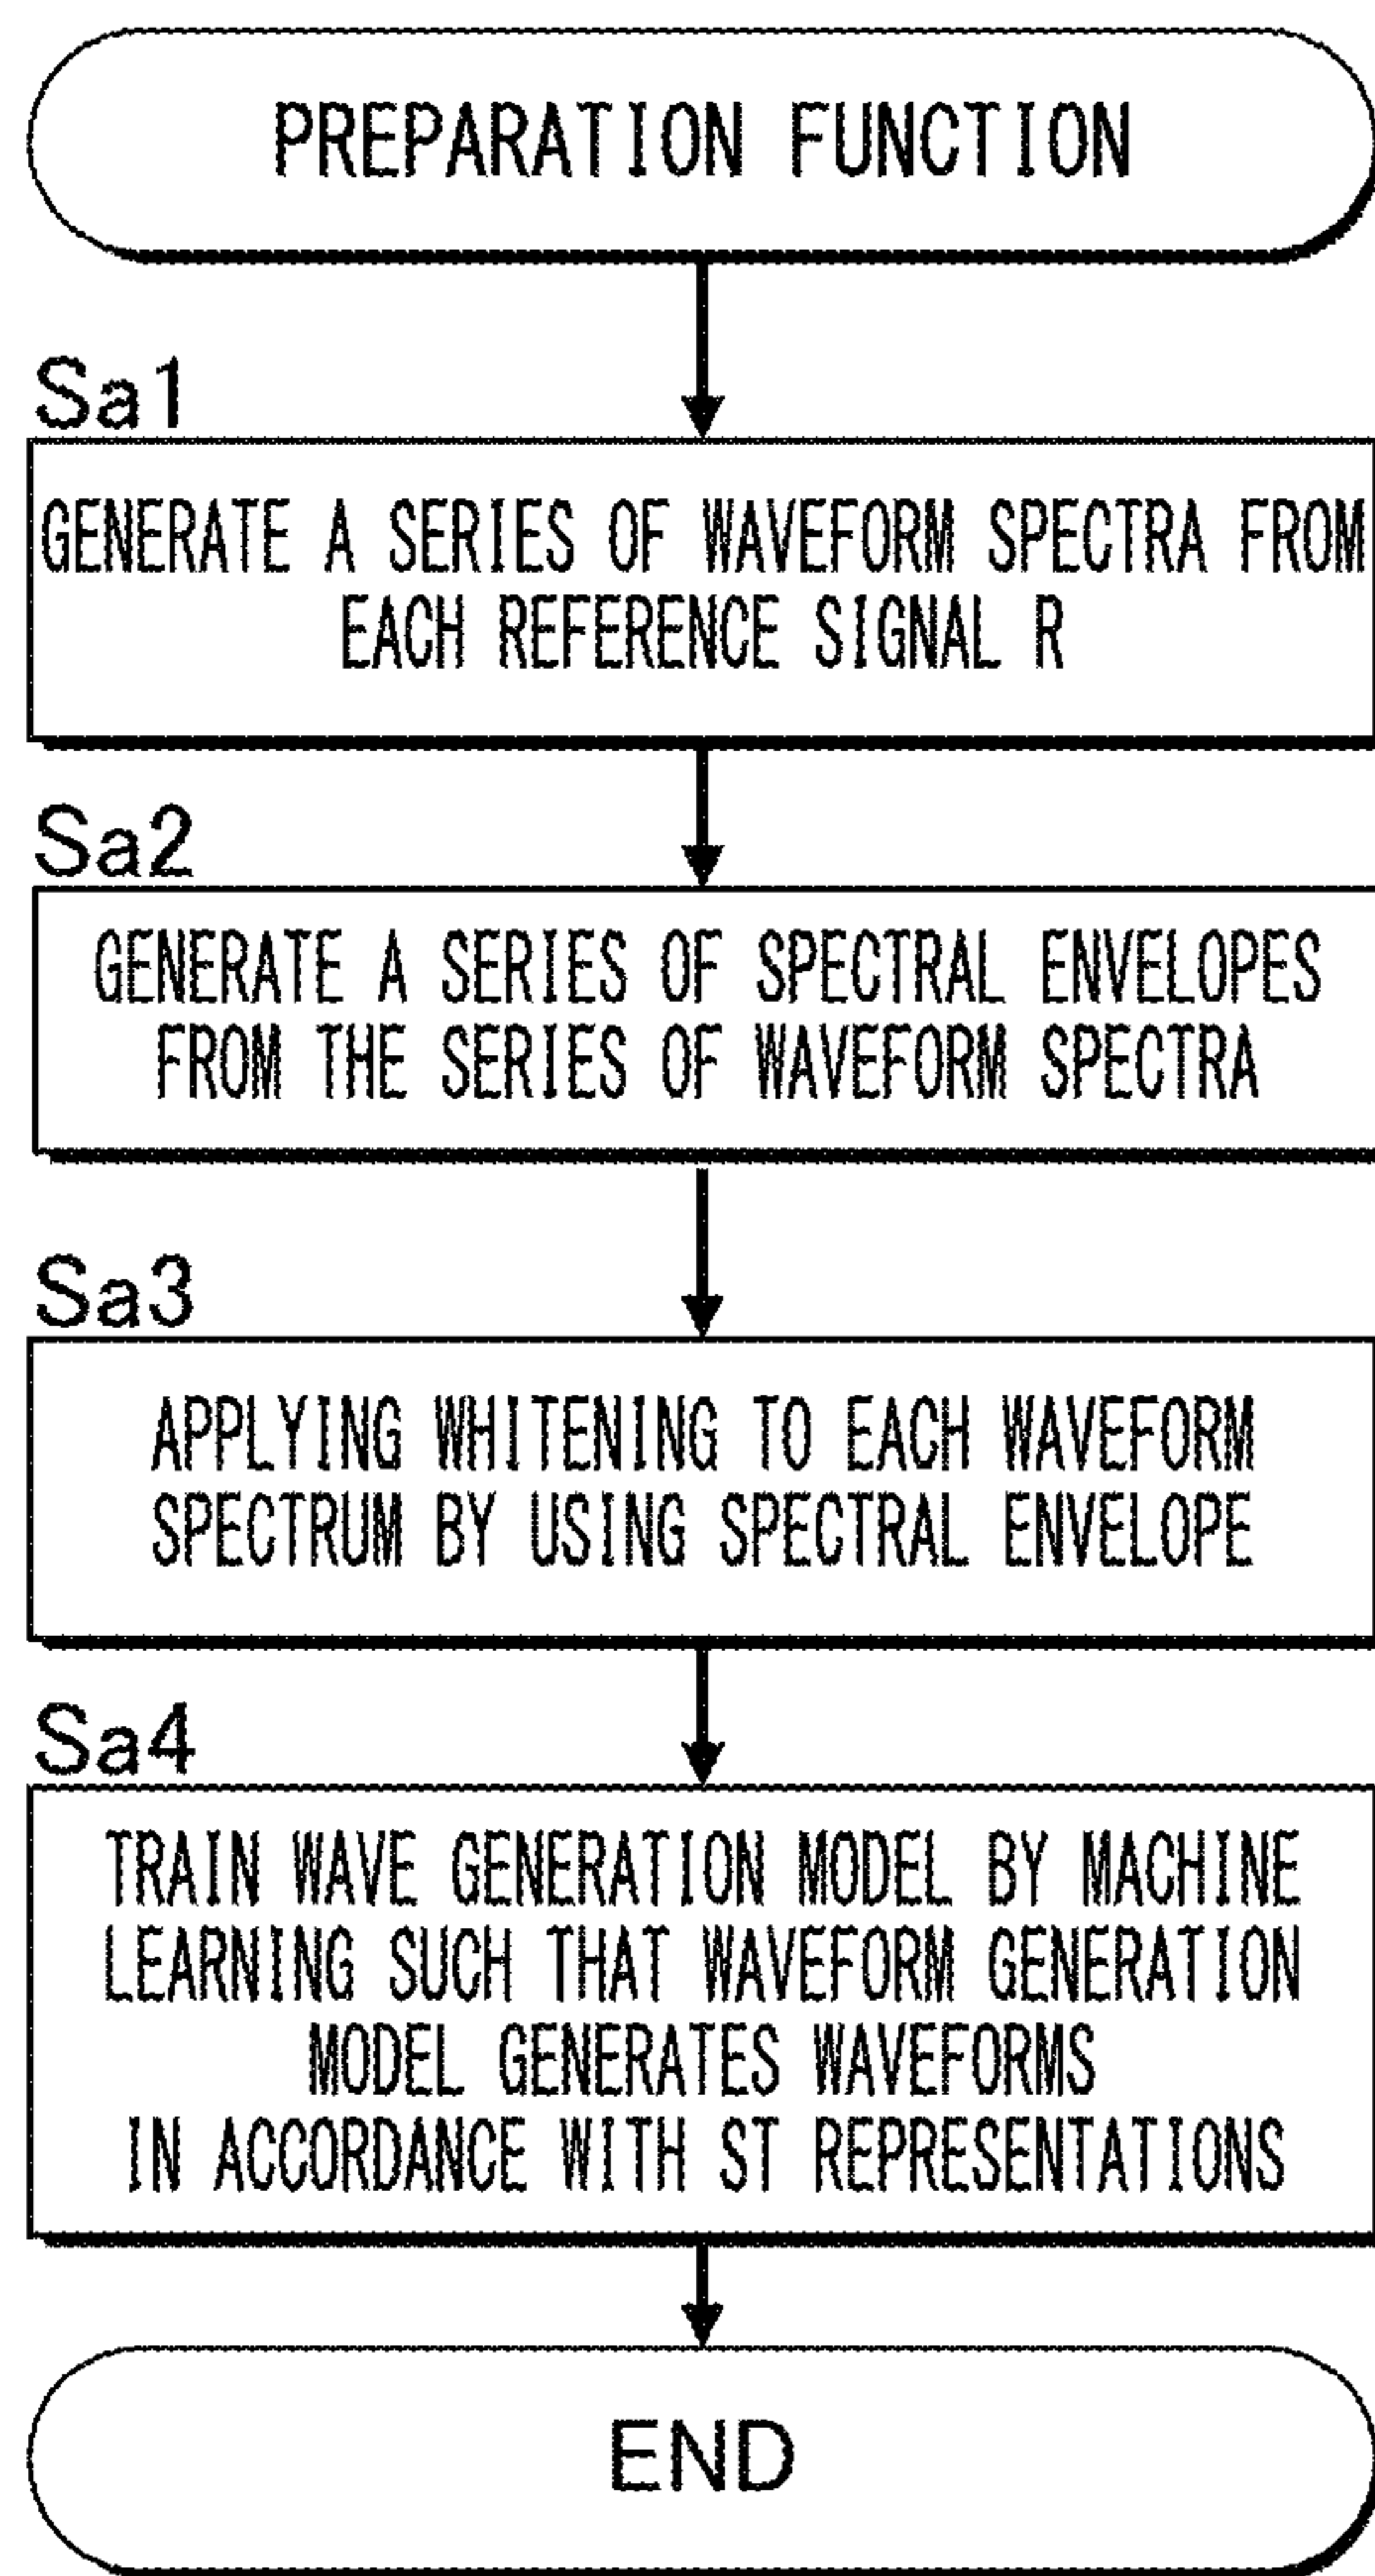 PREPARATION FUNCTION
Sa1
GENERATE A SERIES OF WAVEFORM SPECTRA FROM
EACH REFERENCE SIGNAL R
Sa2
GENERATE A SERIES OF SPECTRAL ENVELOPES
FROM THE SERIES OF WAVEFORM SPECTRA
Sa3
APPLYING WHITENING TO EACH WAVEFORM
SPECTRUM BY USING SPECTRAL ENVELOPE
Sa4
TRAIN WAVE GENERATION MODEL BY MACHINE
LEARNING SUCH THAT WAVEFORM GENERATION
MODEL GENERATES WAVEFORMS
IN ACCORDANCE WITH ST REPRESENTATIONS
END